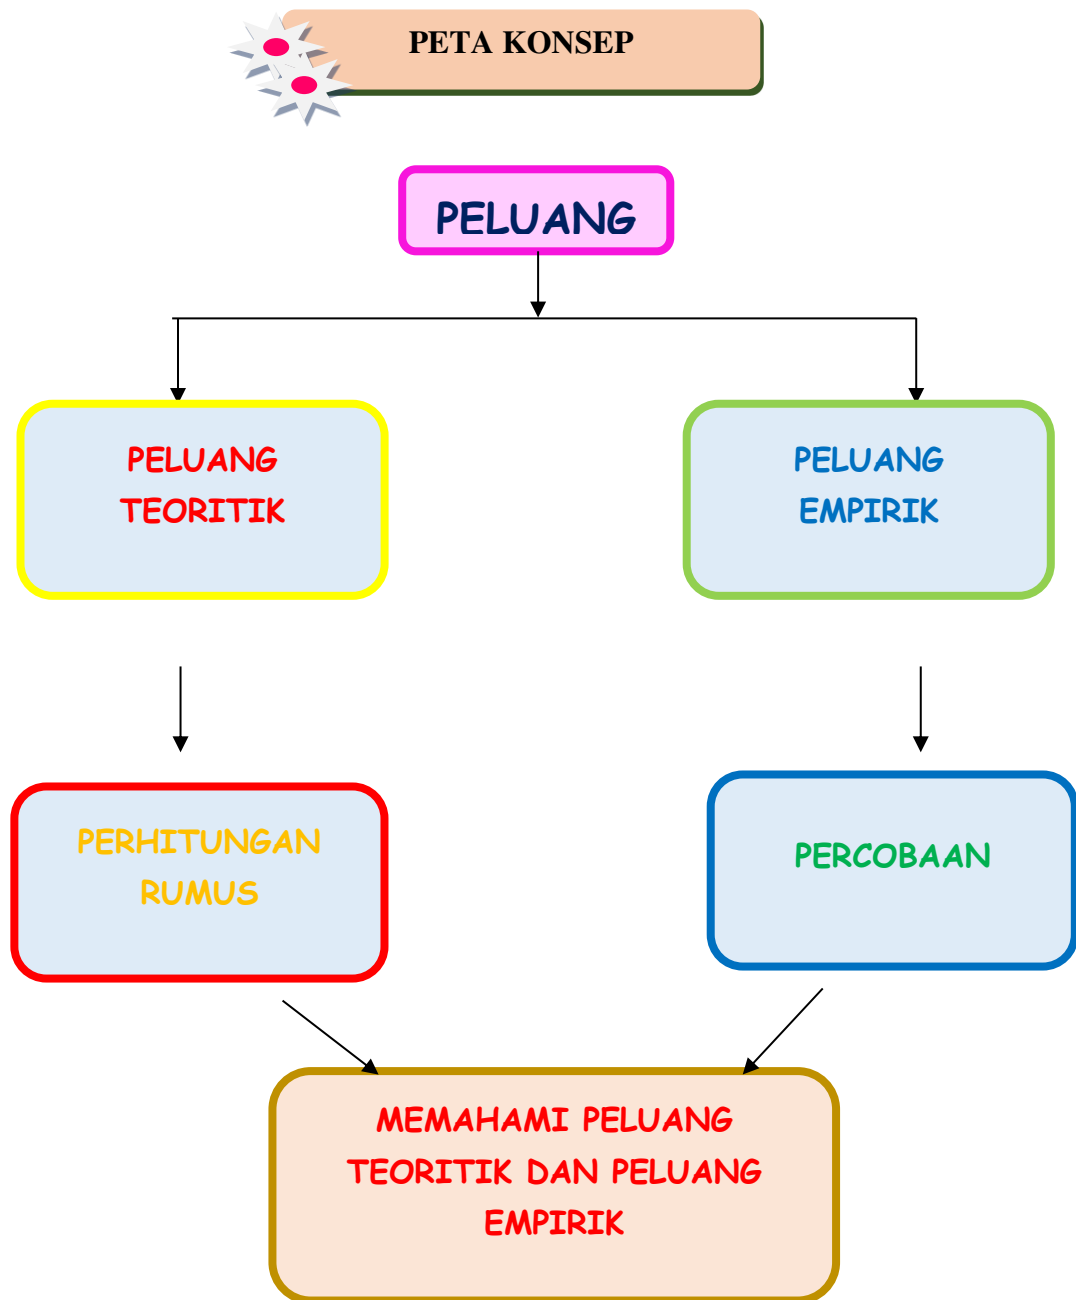 PETA KONSEP
PELUANG
PELUANG
TEORITIK
PELUANG
EMPIRIK
PERHITUNGAN
RUMUS
PERCOBAAN
MEMAHAMI PELUANG
TEORITIK DAN PELUANG
EMPIRIK